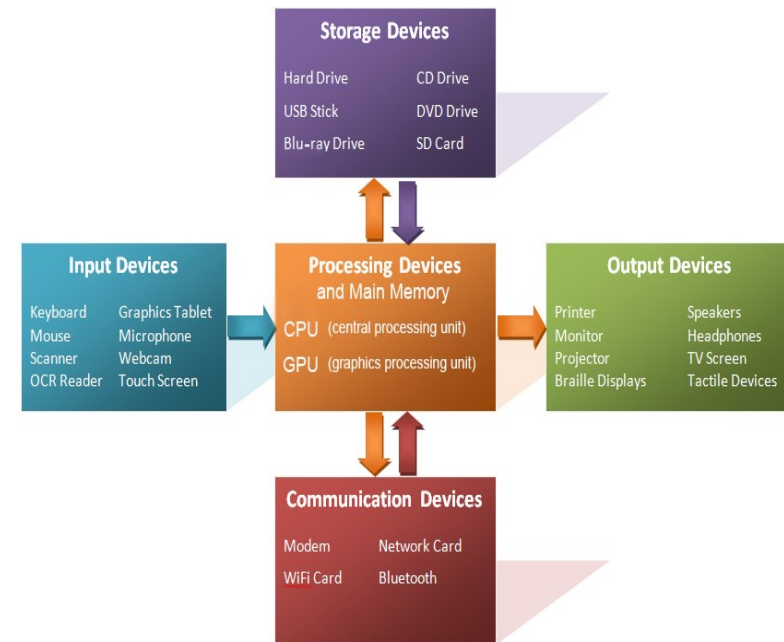 Storage Devices
Hard Drive CD Drive
USB Stick DVD Drive
Blu-ray Drive SD Card
Input Devices
Keyboard Graphics Tablet
Mouse Microphone
Scanner Webcam
OCR Reader Touch Screen
Processing Devices
and Main Memory
CPU (central processing unit)
GPU (graphics processing unit)
Output Devices
Printer Speakers
Monitor Headphones
Projector TV Screen
Braille Displays Tactile Devices
Communication Devices
Modem Network Card
WiFi Card Bluetooth